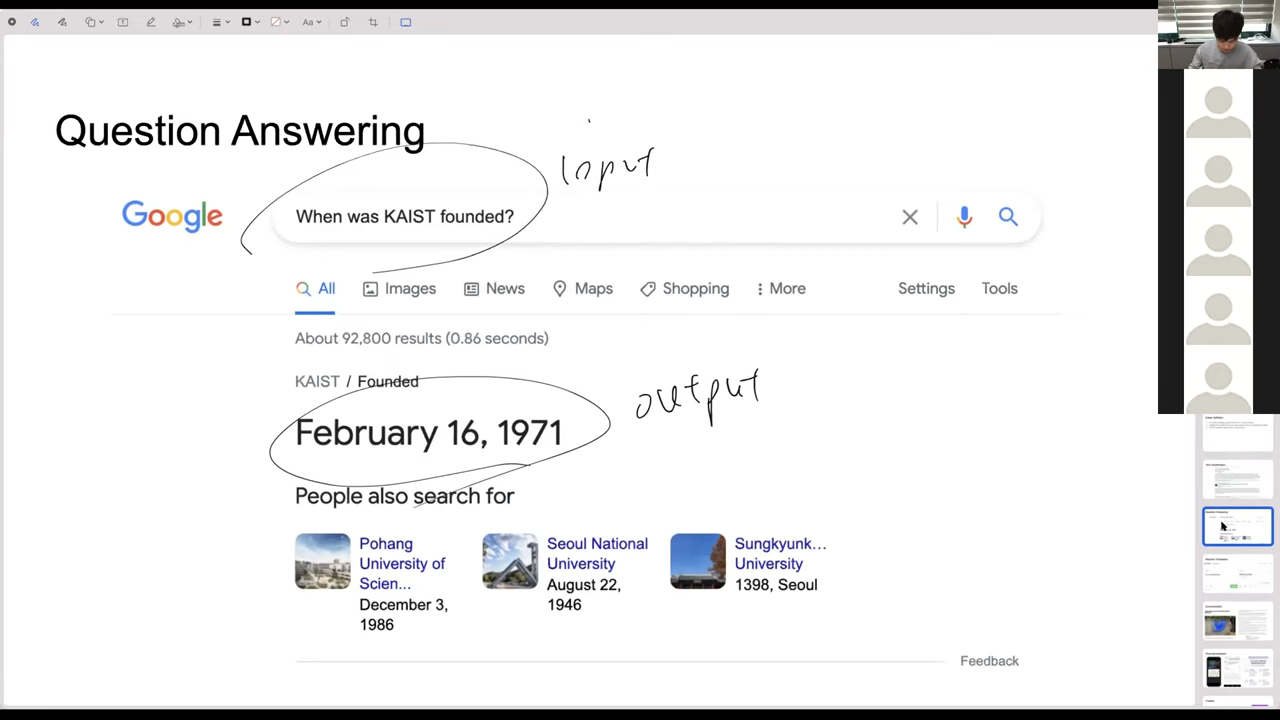 Aa
Question Answering
input
Google
When was KAIST founded?
All Images News Maps Shopping More Settings Tools
About 92,800 results (0.86 seconds)
KAIST / Founded
output
February 16, 1971
People also search for
Pohang University of Scien...
December 3, 1986
Seoul National University
August 22, 1946
Sungkyunk... University
1398, Seoul
Feedback